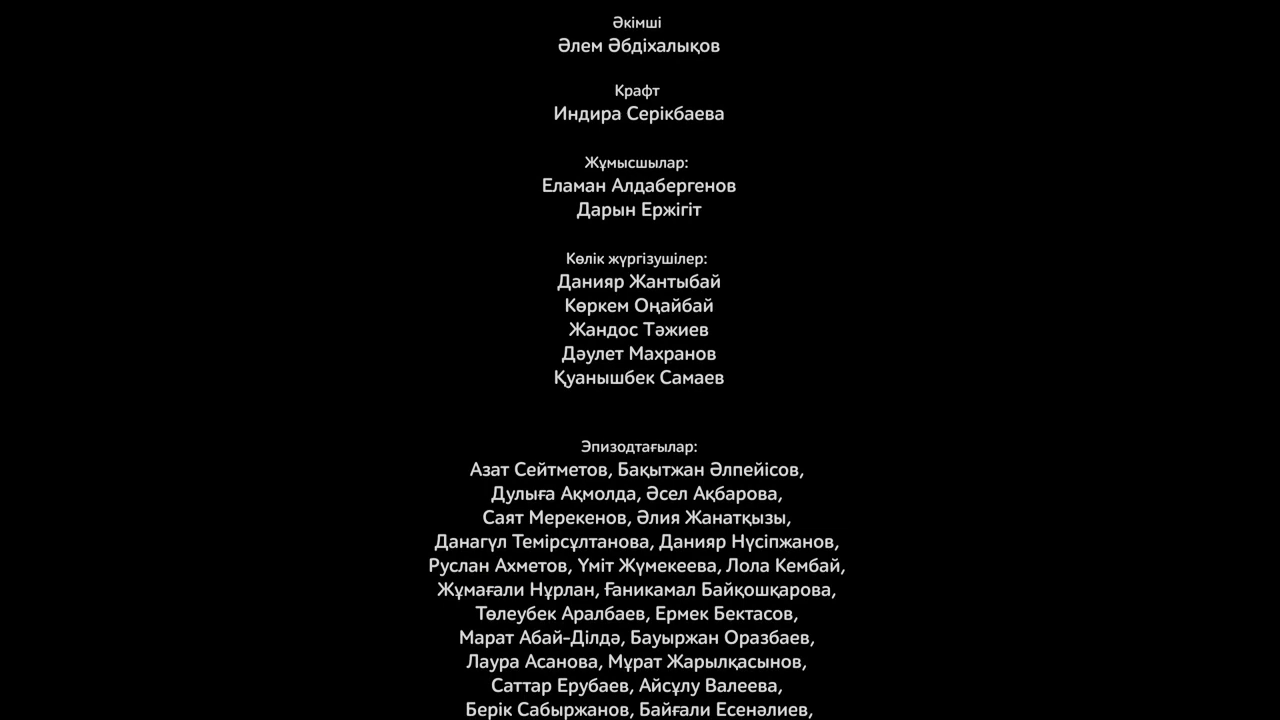 Әкімші
Әлем Әбдіхалықов
Крафт
Индира Серікбаева
Жұмысшылар:
Еламан Алдабергенов
Дарын Ержігіт
Көлік жүргізушілер:
Данияр Жантыбай
Көркем Оңайбай
Жандос Тәжиев
Дәулет Махранов
Қуанышбек Самаев
Эпизодтағылар:
Азат Сейтметов, Бақытжан Әлпейісов,
Дулыға Ақмолда, Әсел Ақбарова,
Саят Мерекенов, Әлия Жанатқызы,
Данагүл Темірсұлтанова, Данияр Нүсіпжанов,
Руслан Ахметов, Үміт Жүмекеева, Лола Кембай,
Жұмағали Нұрлан, Ғаникамал Байқошқарова,
Төлеубек Аралбаев, Ермек Бектасов,
Марат Абай-Ділдә, Бауыржан Оразбаев,
Лаура Асанова, Мұрат Жарылқасынов,
Саттар Ерубаев, Айсұлу Валеева,
Берік Сабыржанов, Байғали Есенәлиев,